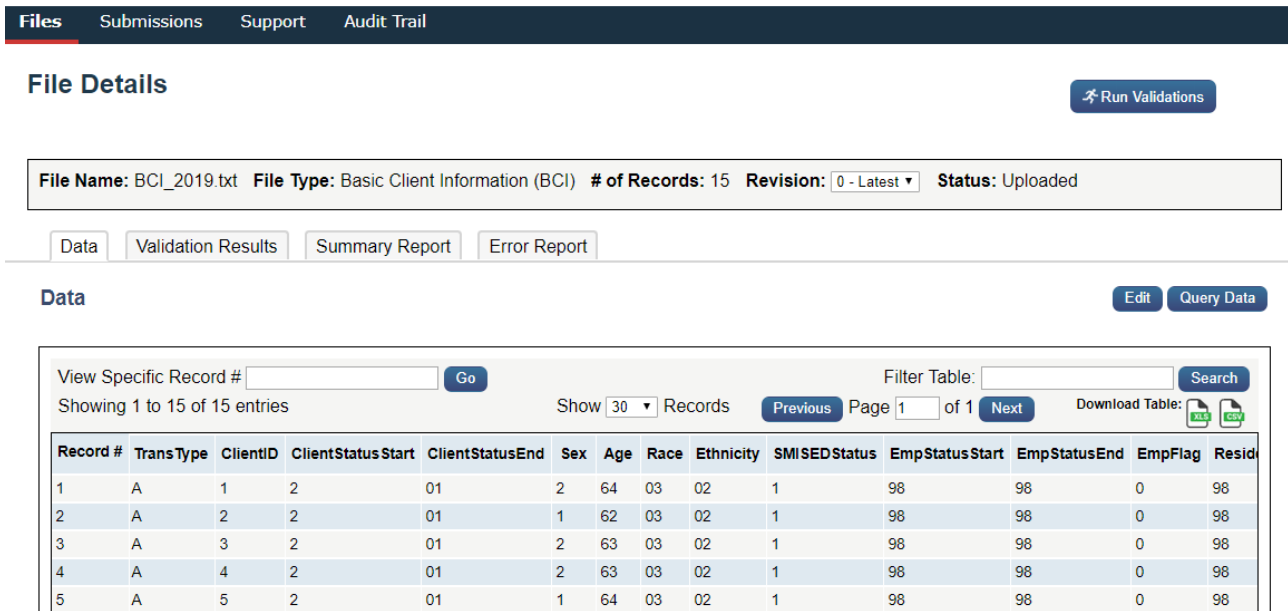 Files Submissions Support Audit Trail
File Details
Run Validations
File Name: BCI_2019.txt File Type: Basic Client Information (BCI) # of Records: 15 Revision: 0 - Latest Status: Uploaded
Data Validation Results Summary Report Error Report
Data Edit Query Data
View Specific Record # Go Filter Table: Search
Showing 1 to 15 of 15 entries Show 30 Records Previous Page 1 of 1 Next Download Table: XLS CSV
Record # TransType ClientID ClientStatusStart ClientStatusEnd Sex Age Race Ethnicity SMISEDStatus EmpStatusStart EmpStatusEnd EmpFlag Reside
1 A 1 2 01 2 64 03 02 1 98 98 0 98
2 A 2 2 01 1 62 03 02 1 98 98 0 98
3 A 3 2 01 2 63 03 02 1 98 98 0 98
4 A 4 2 01 2 63 03 02 1 98 98 0 98
5 A 5 2 01 1 64 03 02 1 98 98 0 98